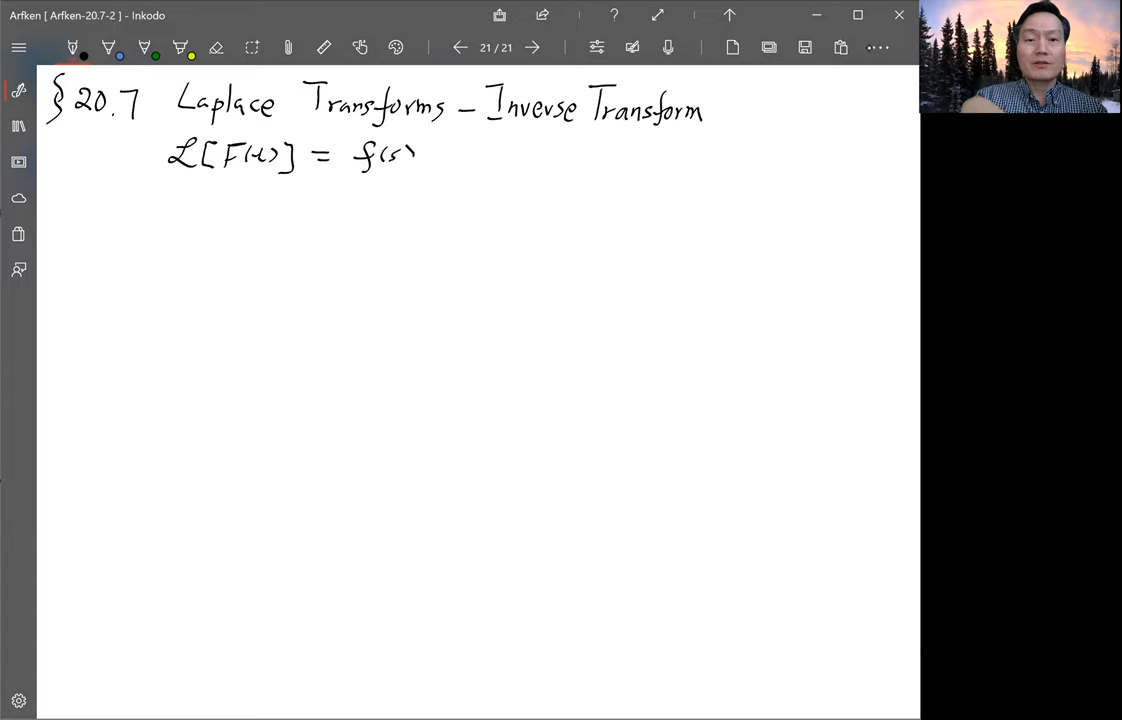 Arfken [ Arfken-20.7-2 ] - Inkodo
21 / 21
§ 20.7 Laplace Transforms – Inverse Transform
ℒ[F(t)] = f(s)